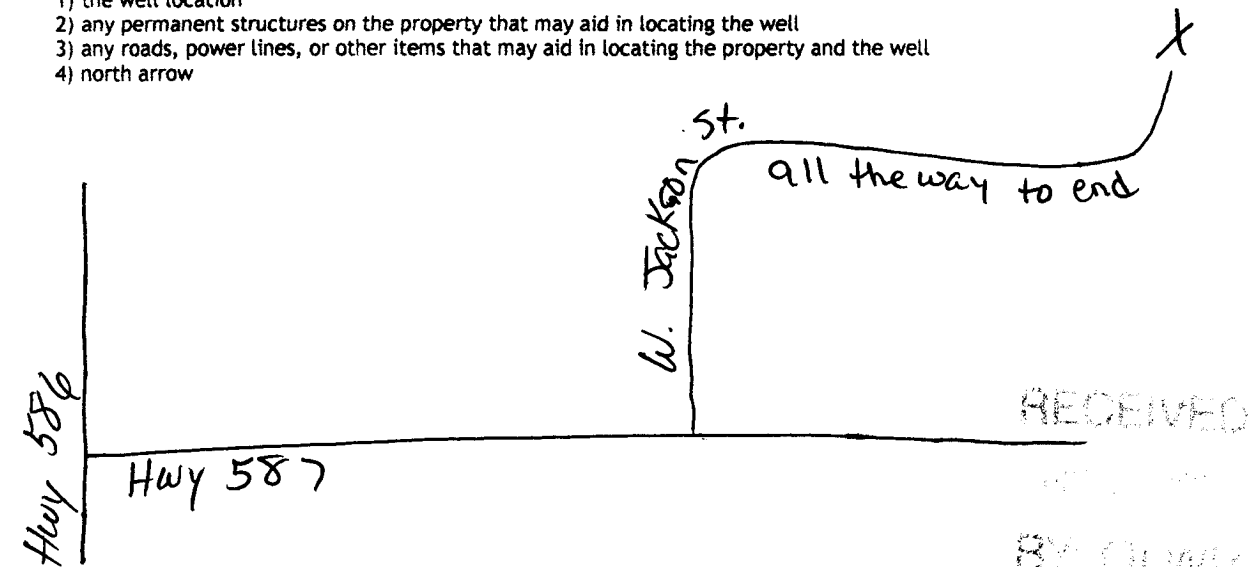 1) the well location
2) any permanent structures on the property that may aid in locating the well
3) any roads, power lines, or other items that may aid in locating the property and the well
4) north arrow
X
W. Jackson St.
all the way to end
Hwy 586
Hwy 587
RECEIVED
BY